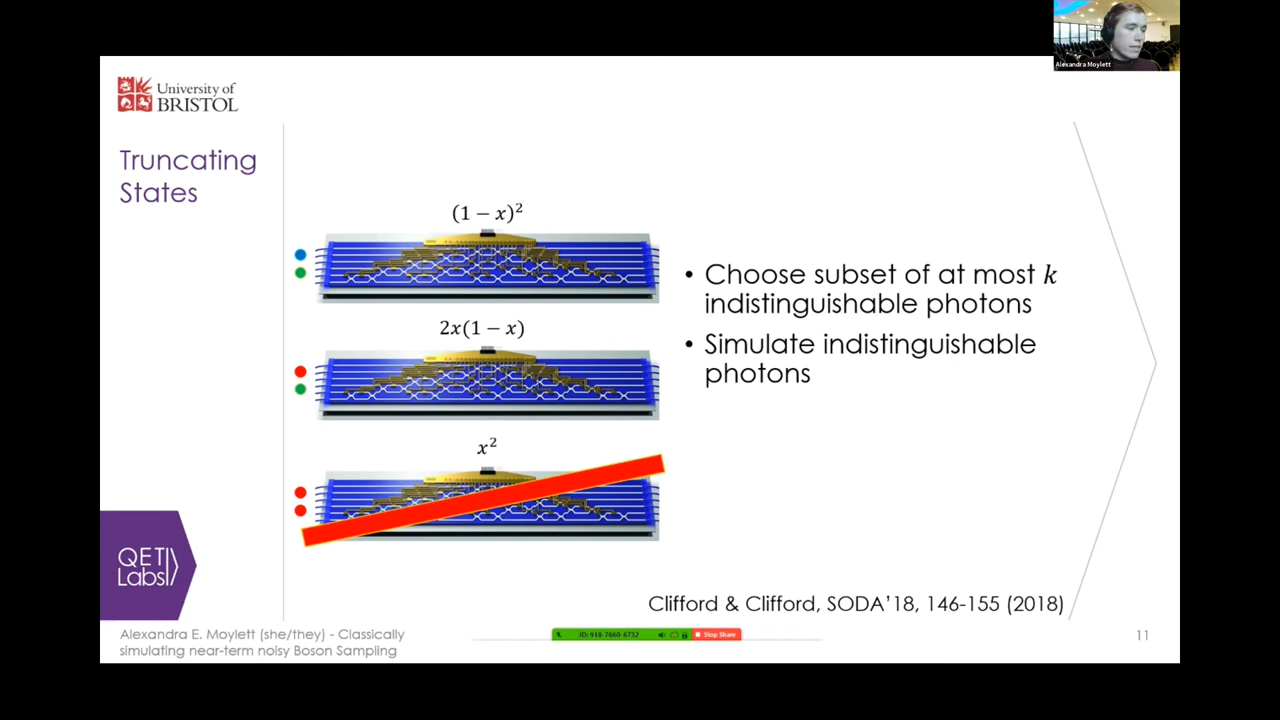 Alexandra Moylett
University of
BRISTOL
Truncating
States
(1 − x)²
2x(1 − x)
x²
• Choose subset of at most k
indistinguishable photons
• Simulate indistinguishable
photons
QET
Labs
Clifford & Clifford, SODA'18, 146-155 (2018)
Alexandra E. Moylett (she/they) - Classically
simulating near-term noisy Boson Sampling
ID: 918-7660-6732
Stop Share
11